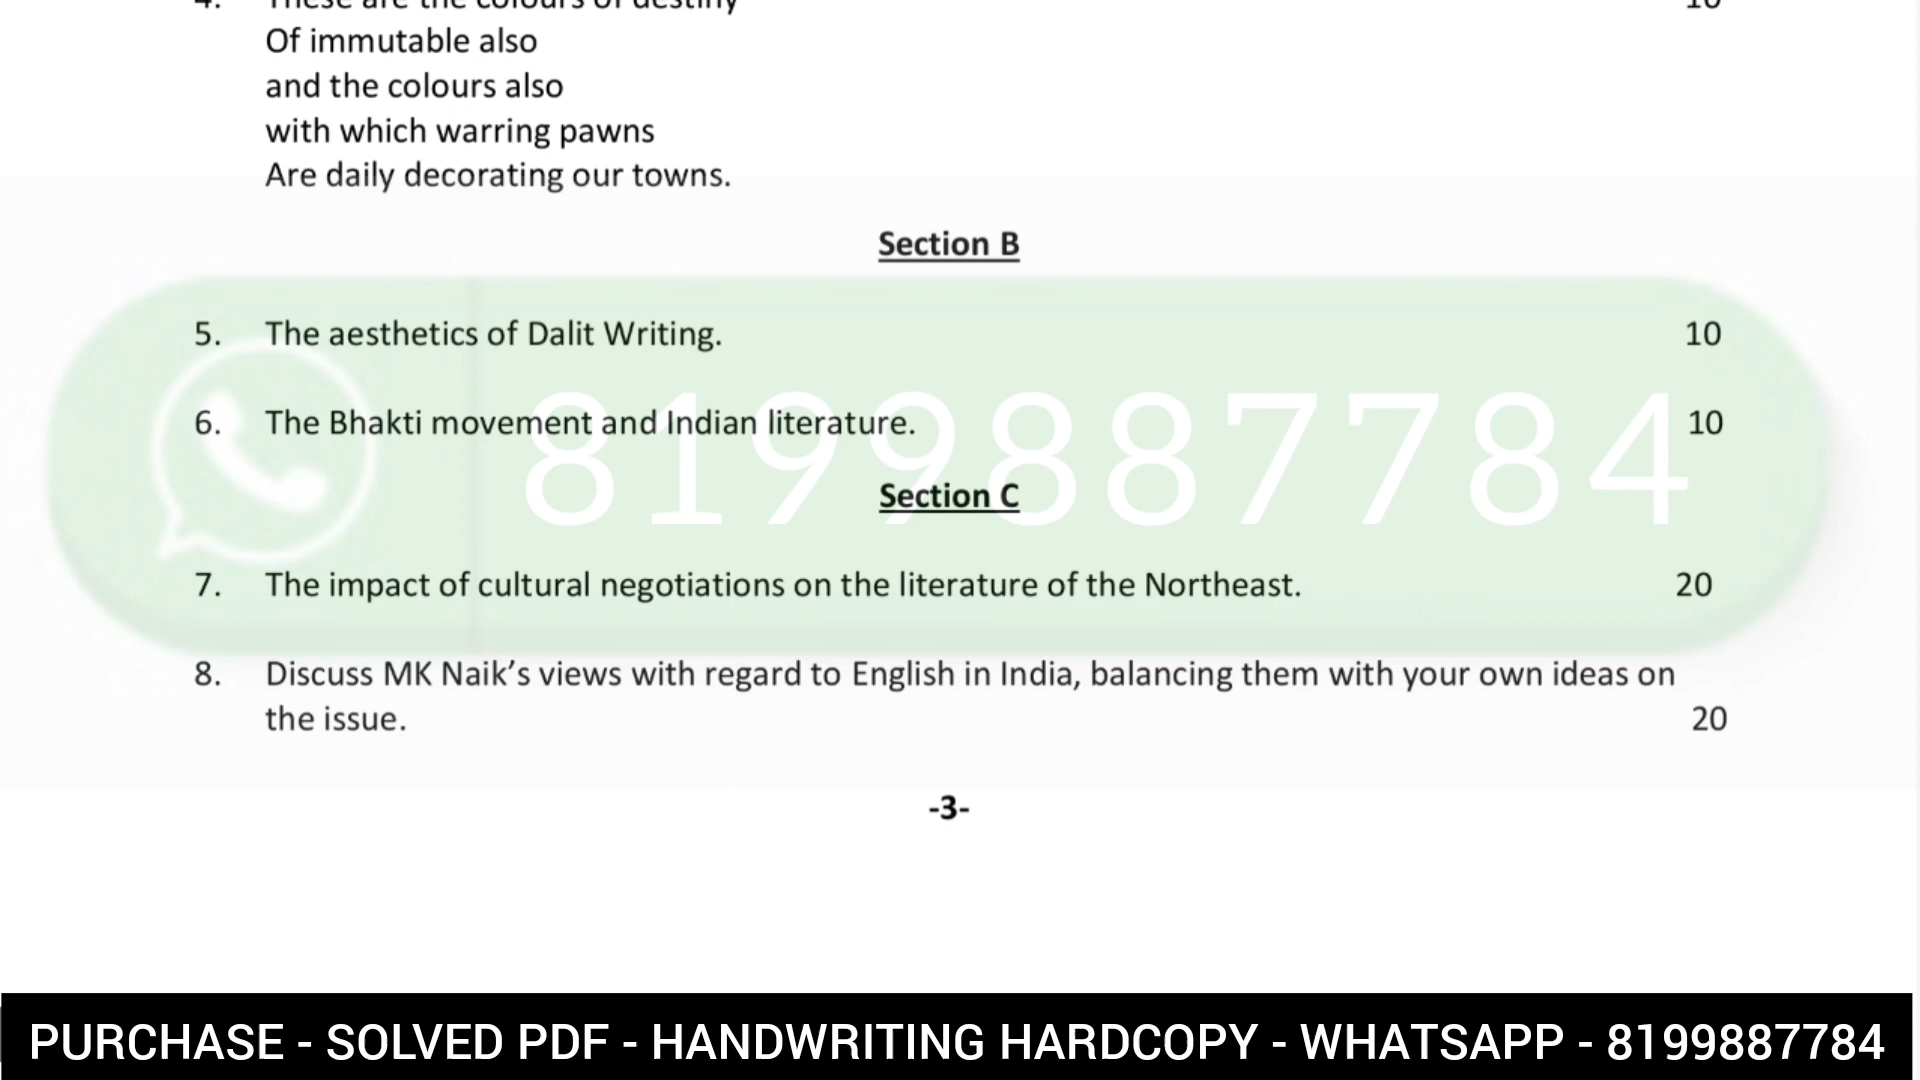 4. These are the colours of destiny 10
Of immutable also
and the colours also
with which warring pawns
Are daily decorating our towns.
Section B
5. The aesthetics of Dalit Writing. 10
6. The Bhakti movement and Indian literature. 10
8199887784
Section C
7. The impact of cultural negotiations on the literature of the Northeast. 20
8. Discuss MK Naik’s views with regard to English in India, balancing them with your own ideas on
the issue. 20
-3-
PURCHASE - SOLVED PDF - HANDWRITING HARDCOPY - WHATSAPP - 8199887784